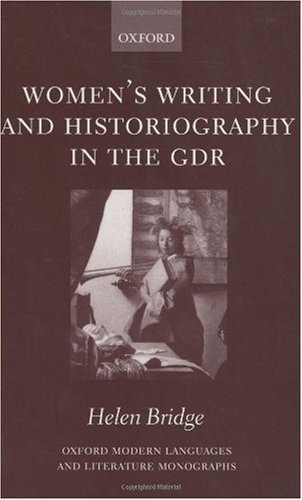 OXFORD
WOMEN'S WRITING
AND HISTORIOGRAPHY
IN THE GDR
Helen Bridge
OXFORD MODERN LANGUAGES
AND LITERATURE MONOGRAPHS